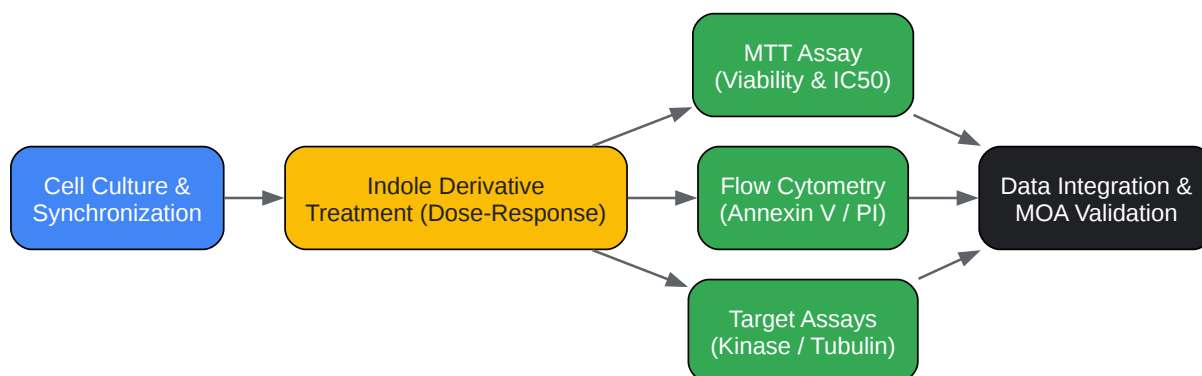 Cell Culture &
Synchronization
Indole Derivative
Treatment (Dose-Response)
MTT Assay
(Viability & IC50)
Flow Cytometry
(Annexin V / PI)
Target Assays
(Kinase / Tubulin)
Data Integration &
MOA Validation